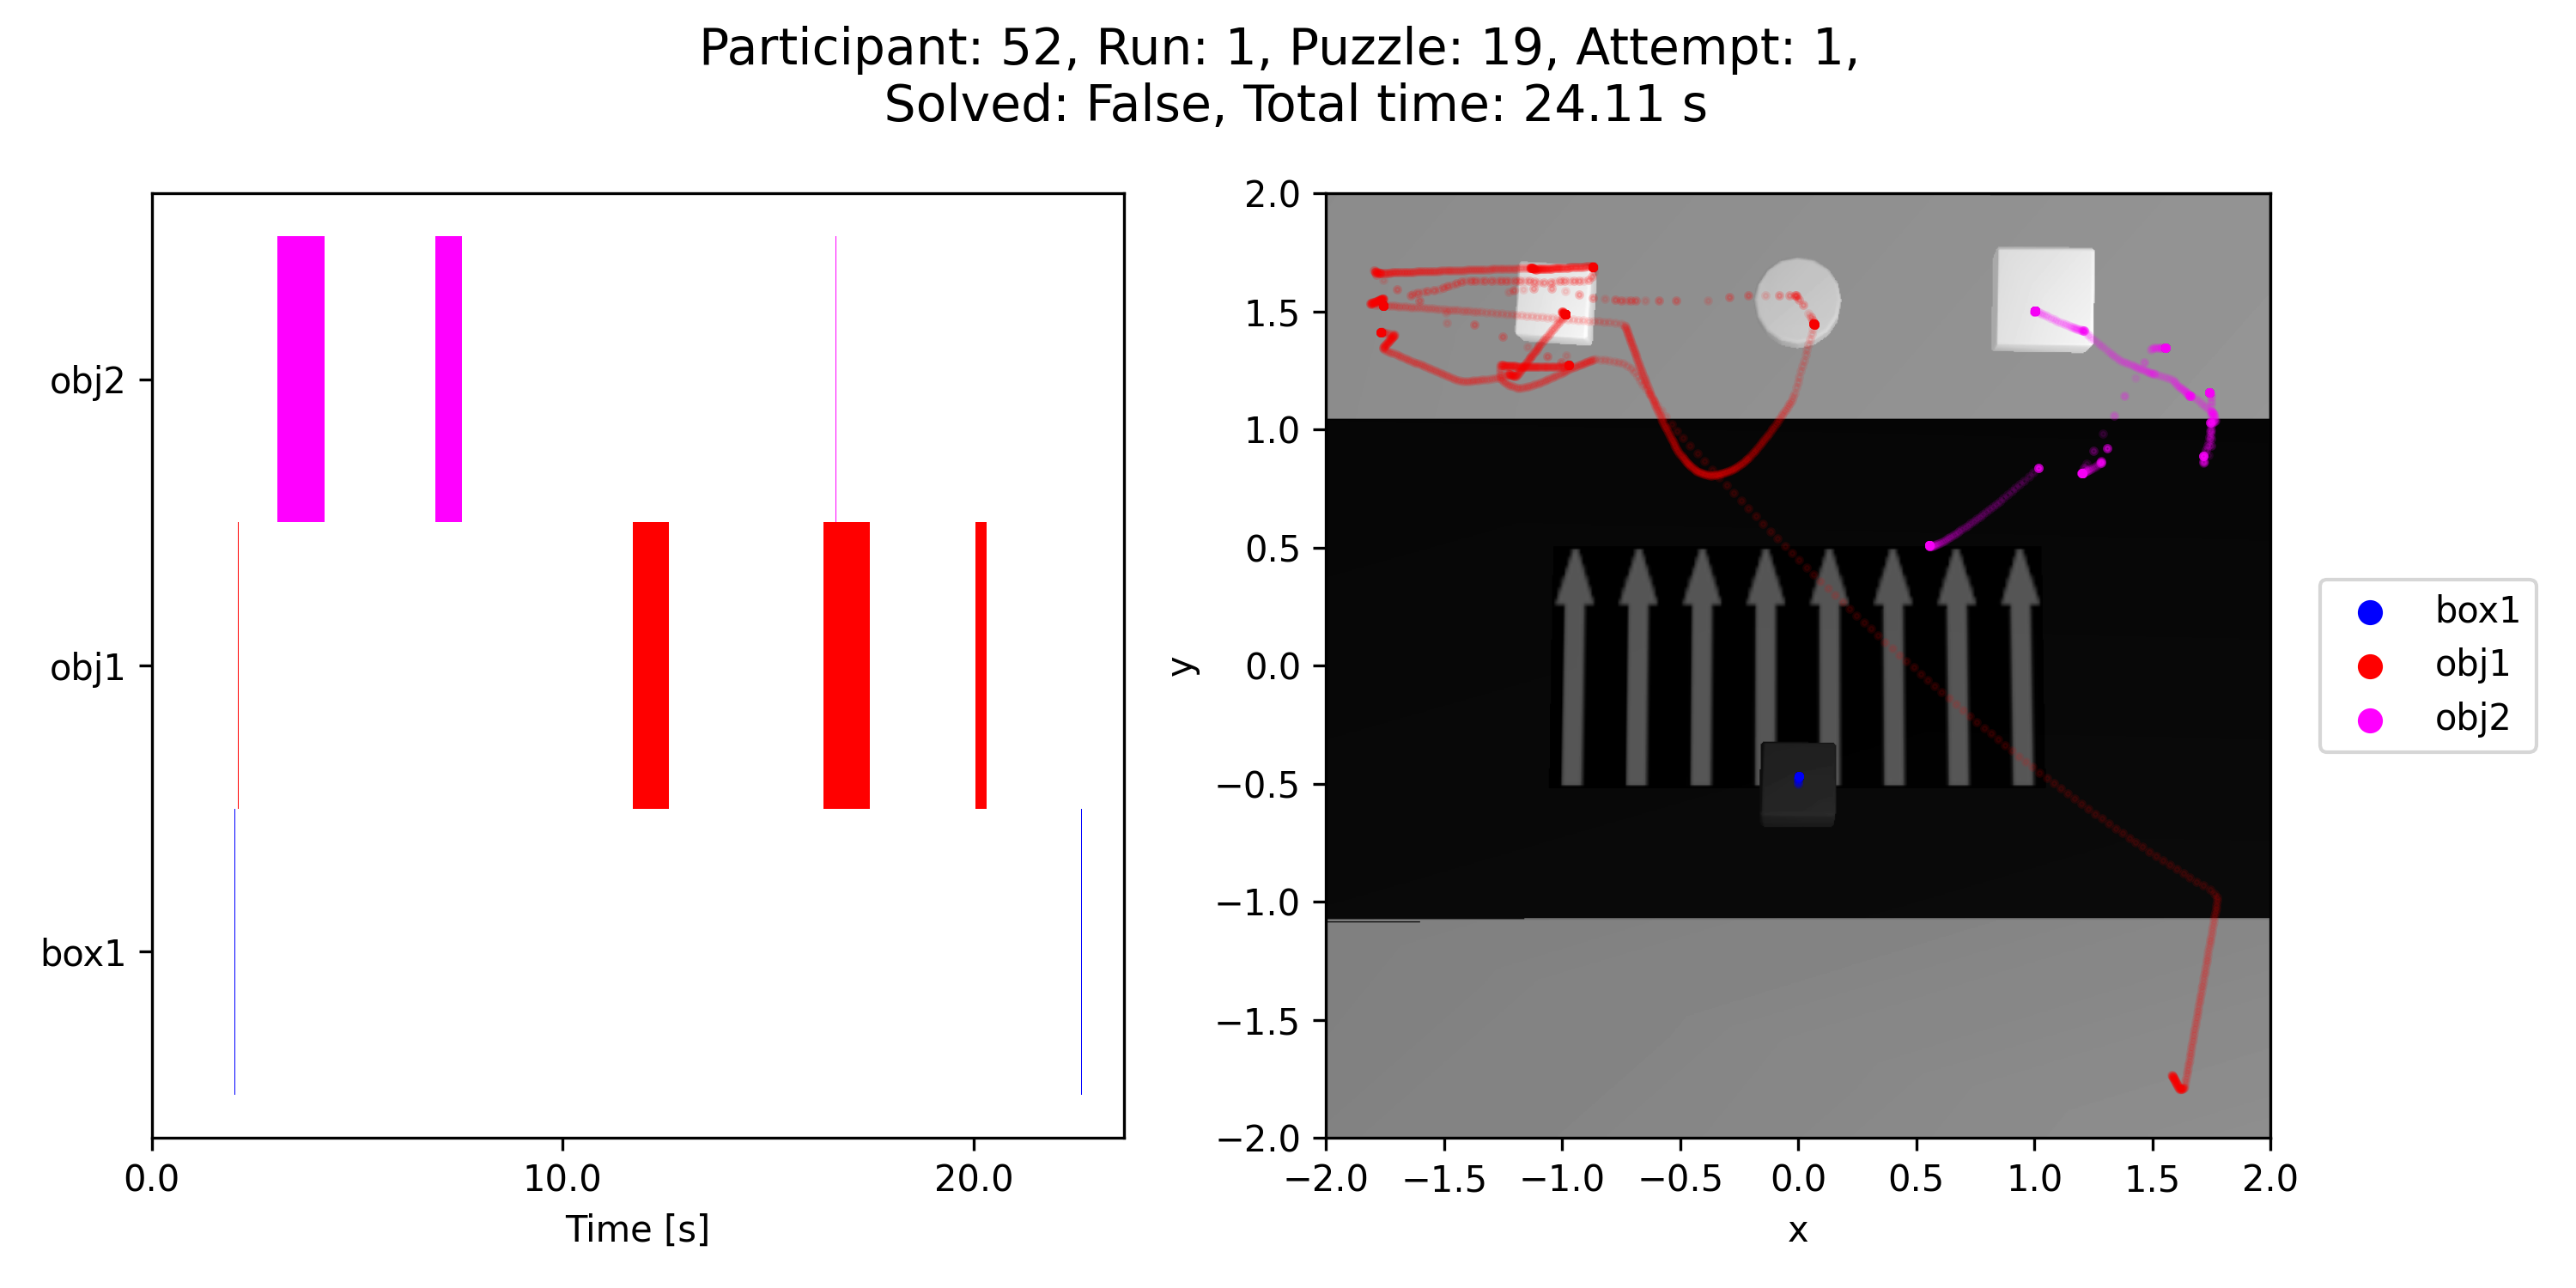 Participant: 52, Run: 1, Puzzle: 19, Attempt: 1,
Solved: False, Total time: 24.11 s
obj2
obj1
box1
0.0
10.0
20.0
Time [s]
2.0
1.5
1.0
0.5
0.0
−0.5
−1.0
−1.5
−2.0
y
−2.0
−1.5
−1.0
−0.5
0.0
0.5
1.0
1.5
2.0
x
box1
obj1
obj2